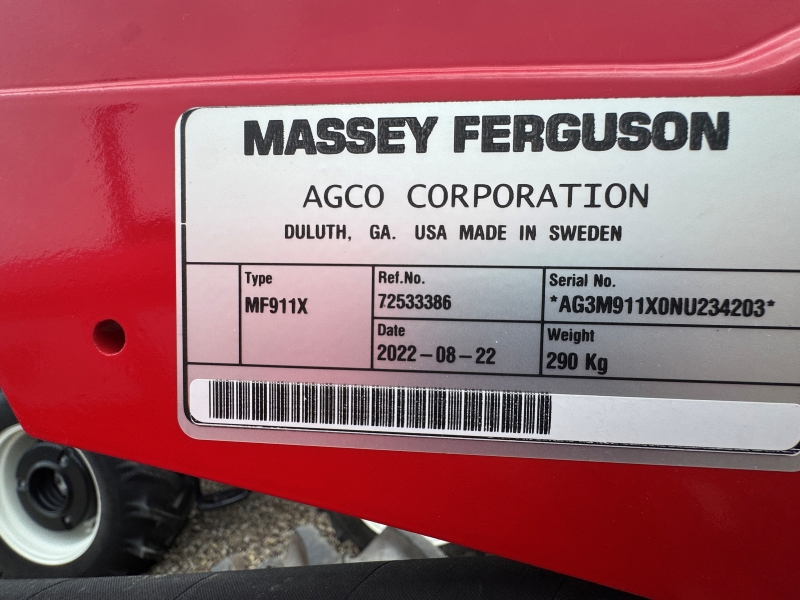 MASSEY FERGUSON
AGCO CORPORATION
DULUTH, GA. USA MADE IN SWEDEN
Type
MF911X
Ref.No.
72533386
Serial No.
*AG3M911X0NU234203*
Date
2022-08-22
Weight
290 Kg